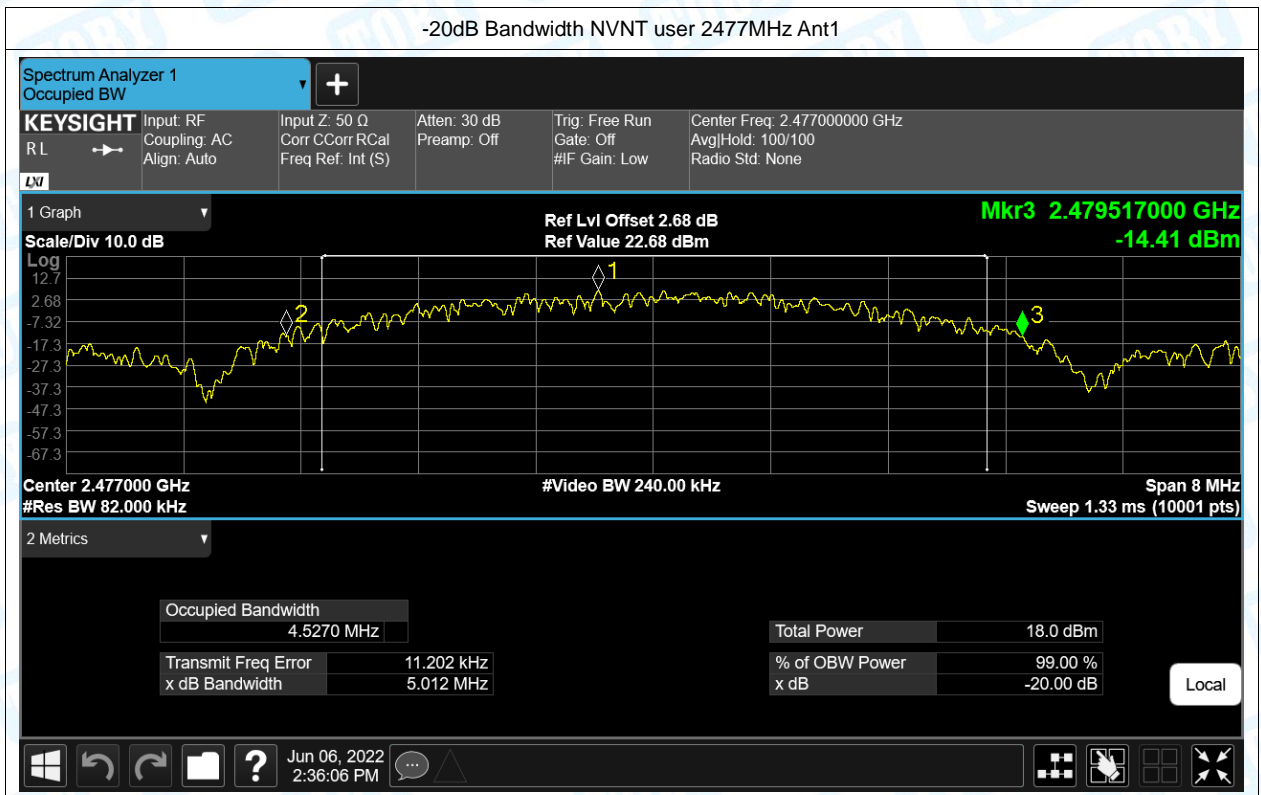 -20dB Bandwidth NVNT user 2477MHz Ant1
Spectrum Analyzer 1
Occupied BW
KEYSIGHT
R L
LXI
Input: RF
Coupling: AC
Align: Auto
Input Z: 50 Ω
Corr CCorr RCal
Freq Ref: Int (S)
Atten: 30 dB
Preamp: Off
Trig: Free Run
Gate: Off
#IF Gain: Low
Center Freq: 2.477000000 GHz
Avg|Hold: 100/100
Radio Std: None
1 Graph
Scale/Div 10.0 dB
Ref Lvl Offset 2.68 dB
Ref Value 22.68 dBm
Mkr3 2.479517000 GHz
-14.41 dBm
Log
12.7
2.68
-7.32
-17.3
-27.3
-37.3
-47.3
-57.3
-67.3
1
2
3
Center 2.477000 GHz
#Res BW 82.000 kHz
#Video BW 240.00 kHz
Span 8 MHz
Sweep 1.33 ms (10001 pts)
2 Metrics
Occupied Bandwidth
4.5270 MHz
Transmit Freq Error 11.202 kHz
x dB Bandwidth 5.012 MHz
Total Power 18.0 dBm
% of OBW Power 99.00 %
x dB -20.00 dB
Local
?
Jun 06, 2022
2:36:06 PM